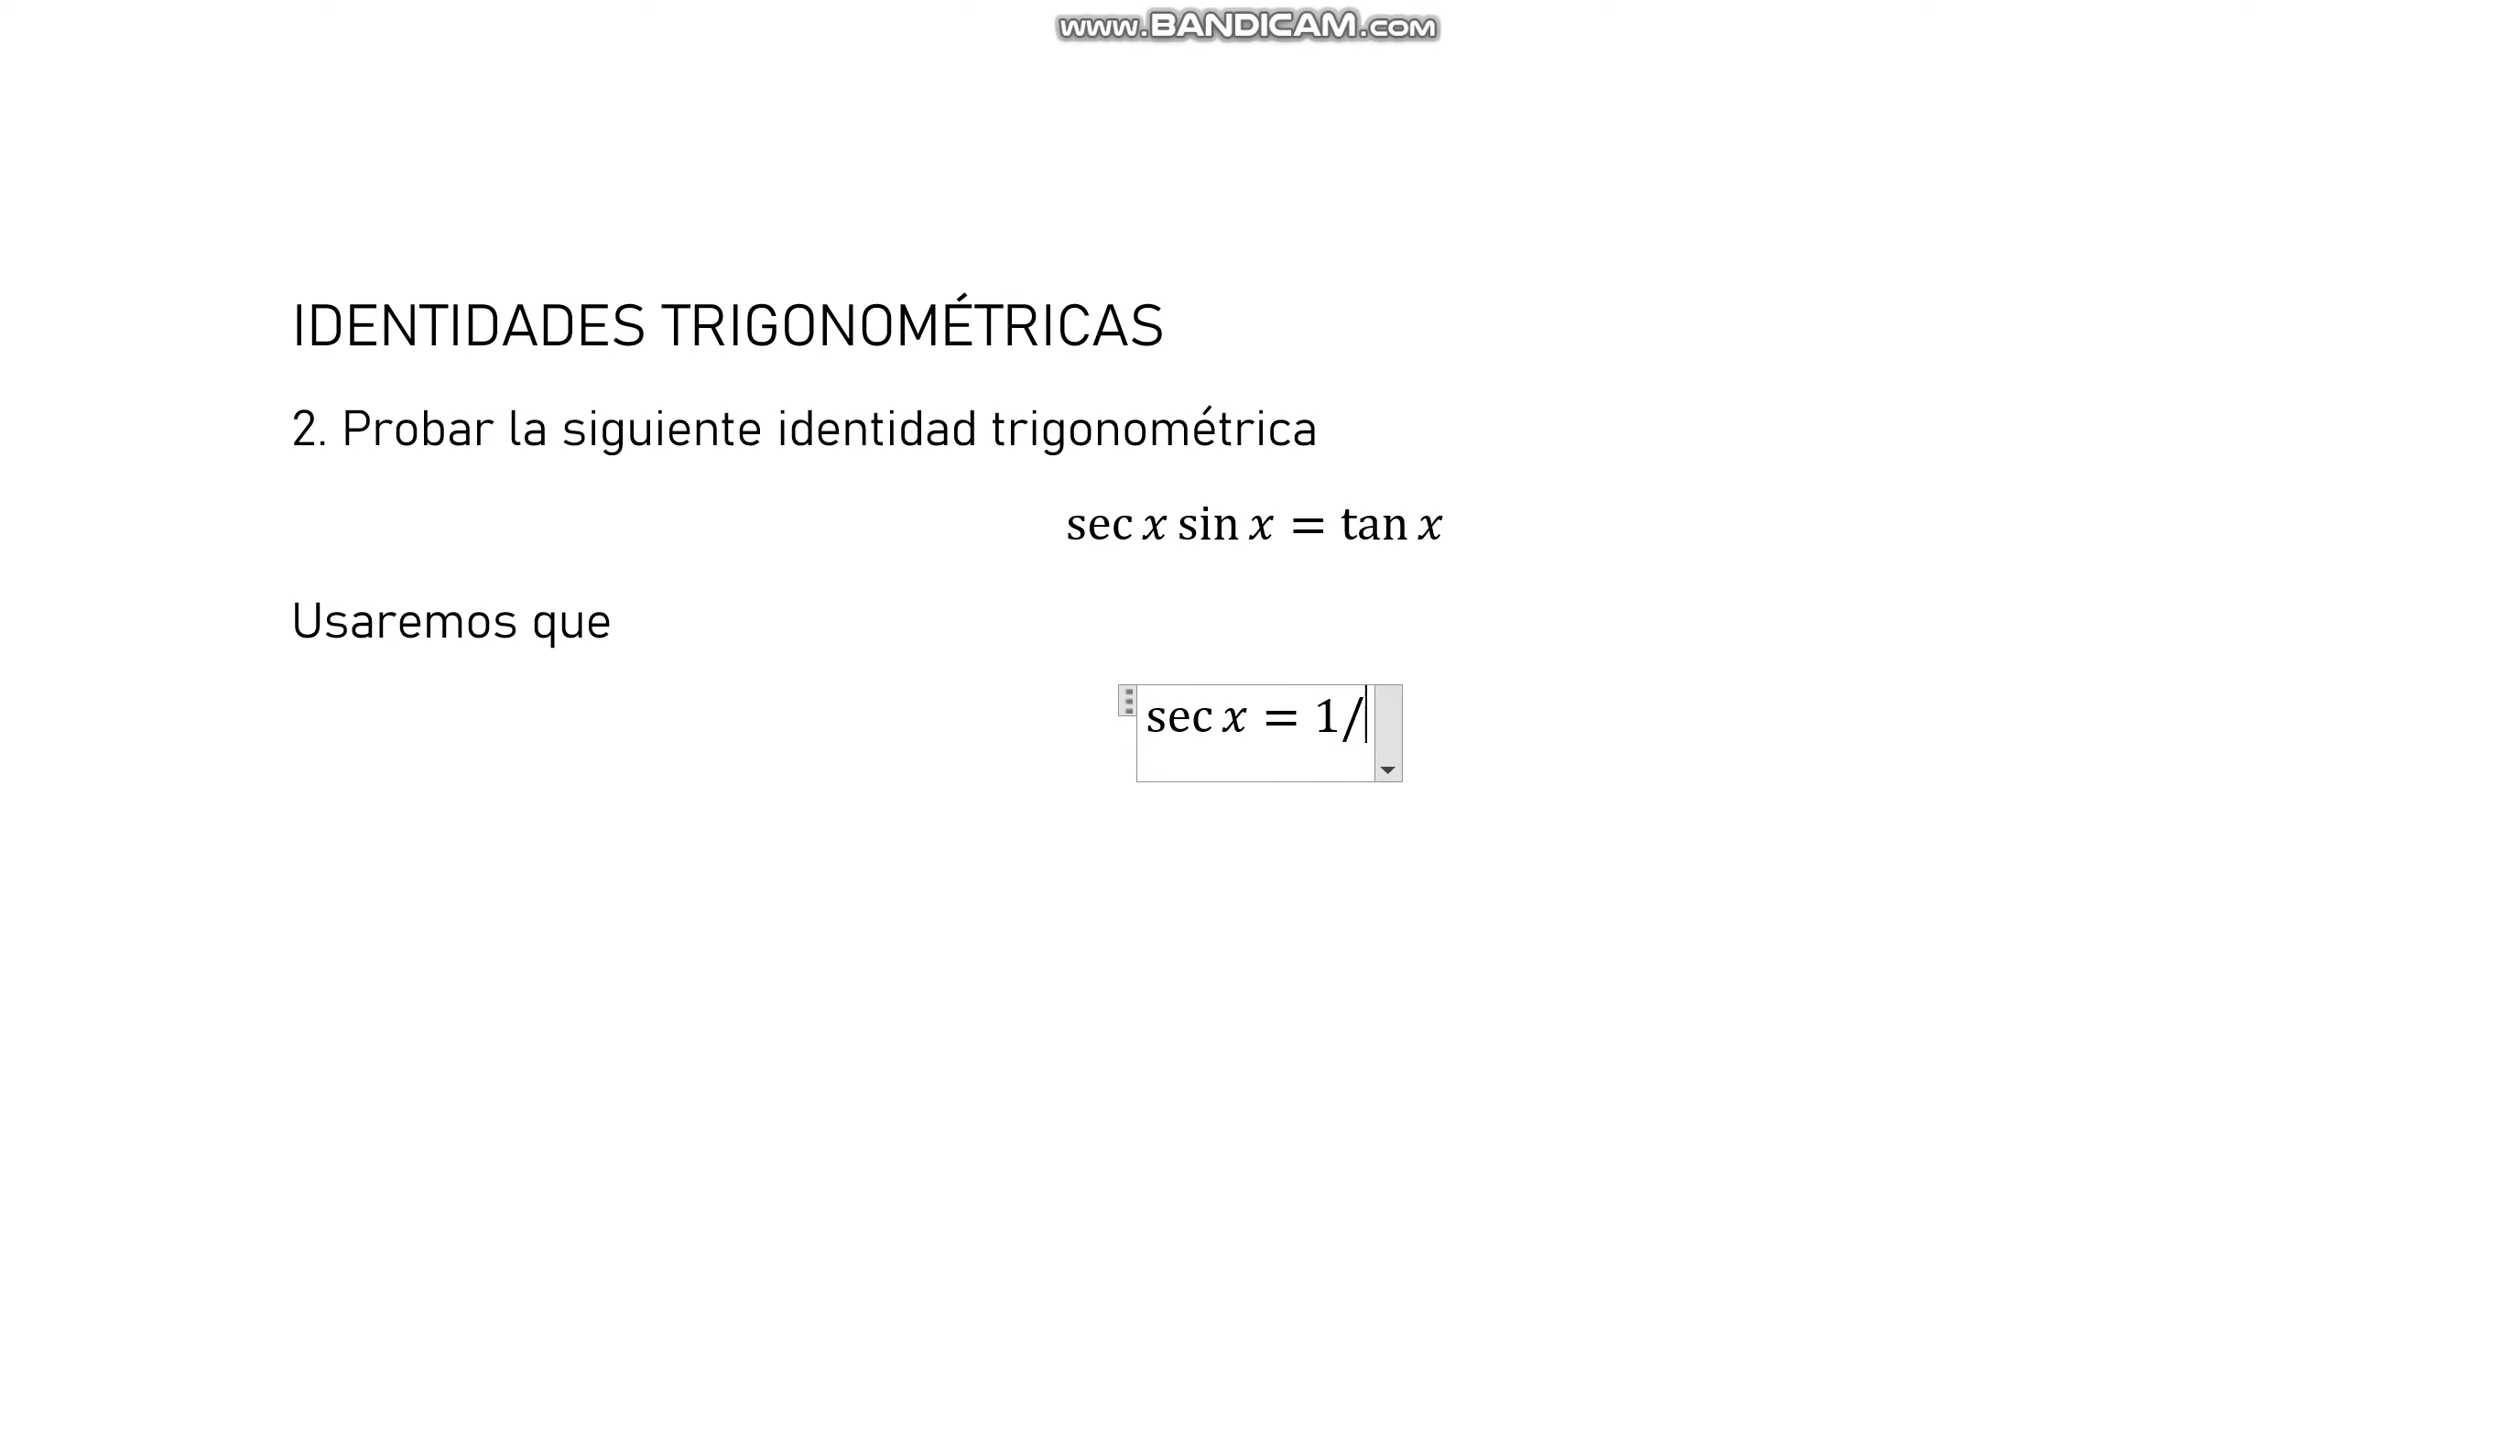 www.BANDICAM.com
IDENTIDADES TRIGONOMÉTRICAS
2. Probar la siguiente identidad trigonométrica
sec x sin x = tan x
Usaremos que
sec x = 1/